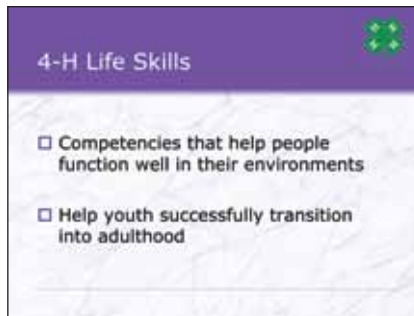 4-H Life Skills
Competencies that help people
function well in their environments
Help youth successfully transition
into adulthood